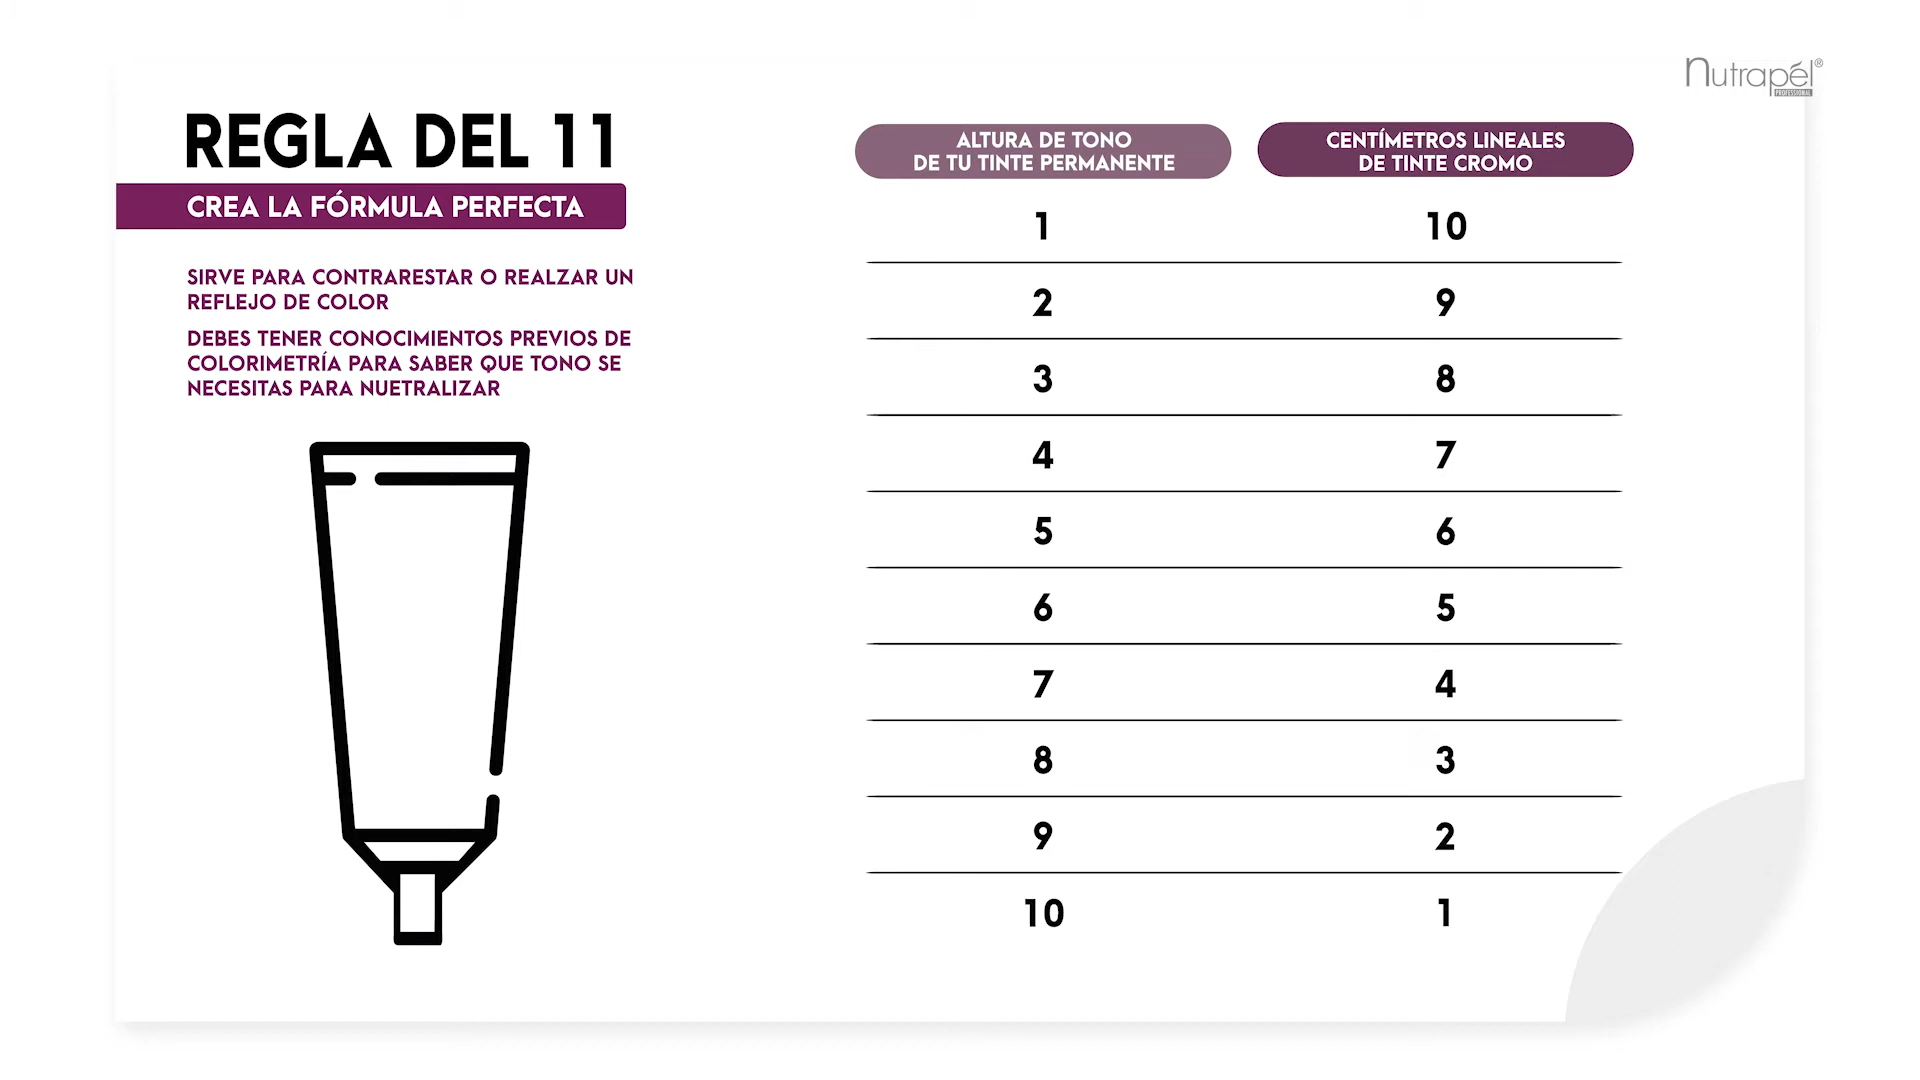 nutrapél®
PROFESSIONAL
REGLA DEL 11
CREA LA FÓRMULA PERFECTA
SIRVE PARA CONTRARESTAR O REALZAR UN
REFLEJO DE COLOR
DEBES TENER CONOCIMIENTOS PREVIOS DE
COLORIMETRÍA PARA SABER QUE TONO SE
NECESITAS PARA NUETRALIZAR
ALTURA DE TONO
DE TU TINTE PERMANENTE
CENTÍMETROS LINEALES
DE TINTE CROMO
1 10
2 9
3 8
4 7
5 6
6 5
7 4
8 3
9 2
10 1